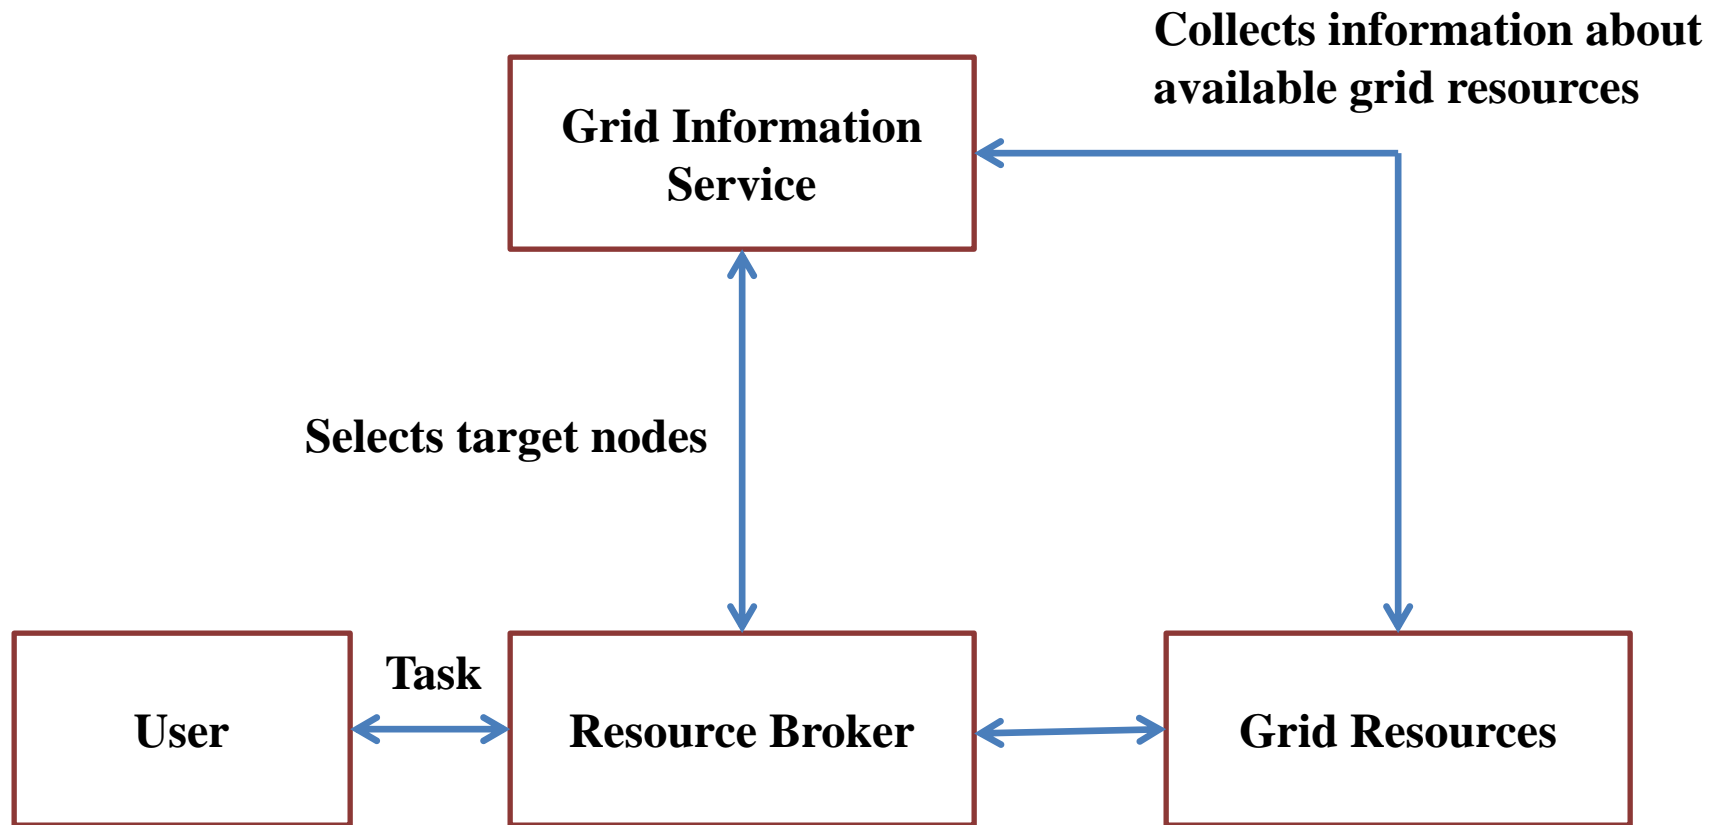 Collects information about
available grid resources
Grid Information
Service
Selects target nodes
Task
User
Resource Broker
Grid Resources